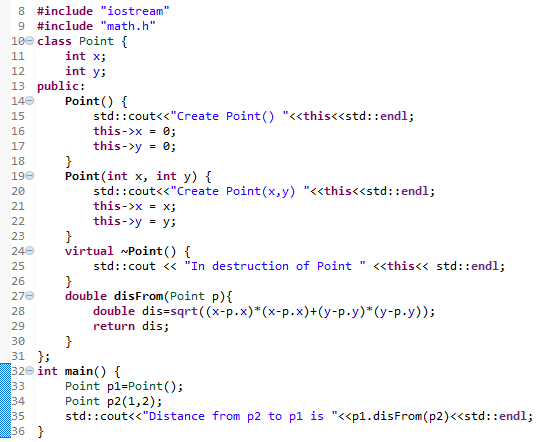 8 #include "iostream"
9 #include "math.h"
10 class Point {
11     int x;
12     int y;
13 public:
14     Point() {
15         std::cout<<"Create Point() "<<this<<std::endl;
16         this->x = 0;
17         this->y = 0;
18     }
19     Point(int x, int y) {
20         std::cout<<"Create Point(x,y) "<<this<<std::endl;
21         this->x = x;
22         this->y = y;
23     }
24     virtual ~Point() {
25         std::cout << "In destruction of Point " <<this<< std::endl;
26     }
27     double disFrom(Point p){
28         double dis=sqrt((x-p.x)*(x-p.x)+(y-p.y)*(y-p.y));
29         return dis;
30     }
31 };
32 int main() {
33     Point p1=Point();
34     Point p2(1,2);
35     std::cout<<"Distance from p2 to p1 is "<<p1.disFrom(p2)<<std::endl;
36 }